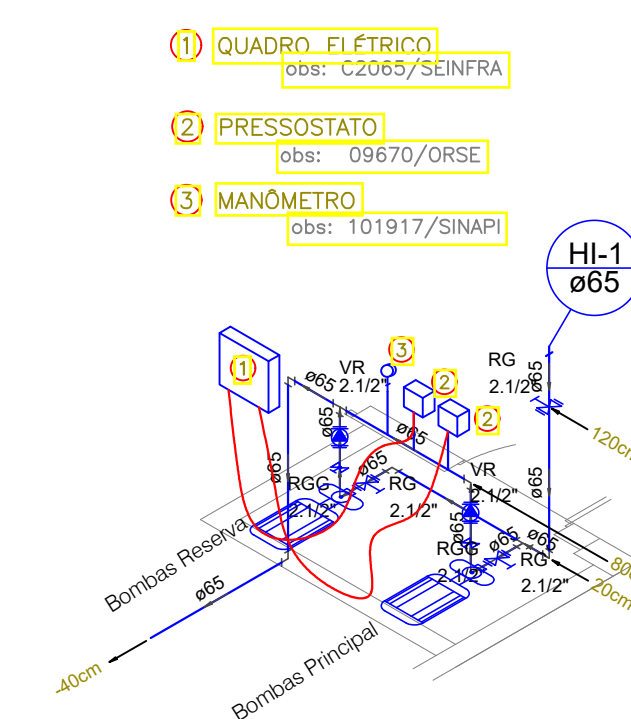 1 QUADRO ELÉTRICO
obs: C2065/SEINFRA
2 PRESSOSTATO
obs: 09670/ORSE
3 MANÔMETRO
obs: 101917/SINAPI
HI-1
ø65
3
VR
2.1/2"
RG
2.1/2"
ø65
1
ø65
2
2
ø65
ø65
120cm
ø65
ø65
RGG
2.1/2"
RG
2.1/2"
VR
2.1/2"
ø65
ø65
Bombas Reserva
RGG
2.1/2"
ø65
ø65
RG
2.1/2"
20cm
ø65
-40cm
Bombas Principal